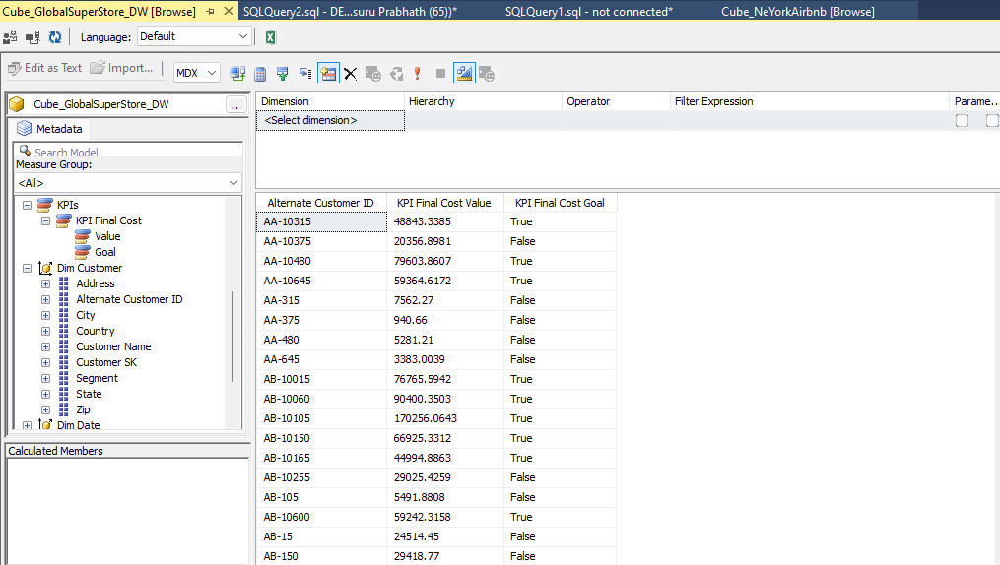 Cube_GlobalSuperStore_DW [Browse] SQLQuery2.sql - DE...suru Prabhath (65))* SQLQuery1.sql - not connected* Cube_NeYorkAirbnb [Browse]
Language: Default
Edit as Text Import... MDX
Cube_GlobalSuperStore_DW ..
Metadata
Search Model
Measure Group:
<All>
KPIs
KPI Final Cost
Value
Goal
Dim Customer
Address
Alternate Customer ID
City
Country
Customer Name
Customer SK
Segment
State
Zip
Dim Date
Calculated Members
Dimension Hierarchy Operator Filter Expression Parame...
<Select dimension>
Alternate Customer ID KPI Final Cost Value KPI Final Cost Goal
AA-10315 48843.3385 True
AA-10375 20356.8981 False
AA-10480 79603.8607 True
AA-10645 59364.6172 True
AA-315 7562.27 False
AA-375 940.66 False
AA-480 5281.21 False
AA-645 3383.0039 False
AB-10015 76765.5942 True
AB-10060 90400.3503 True
AB-10105 170256.0643 True
AB-10150 66925.3312 True
AB-10165 44994.8863 True
AB-10255 29025.4259 False
AB-105 5491.8808 False
AB-10600 59242.3158 True
AB-15 24514.45 False
AB-150 29418.77 False